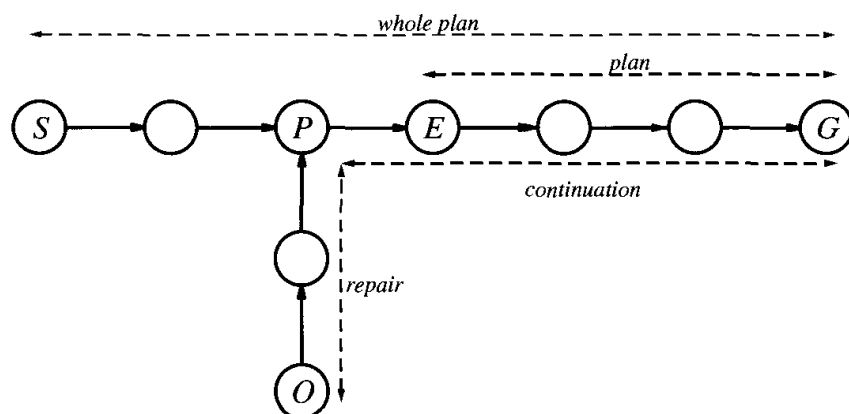 whole plan
plan
S P E G
continuation
repair
O